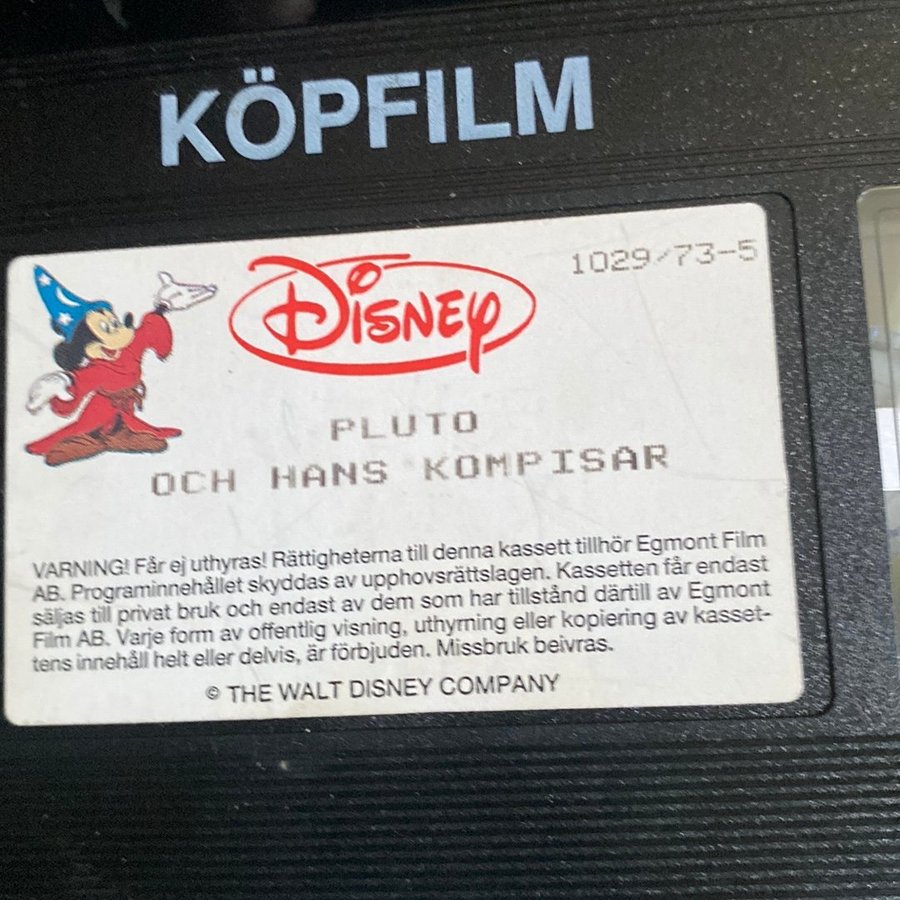 KÖPFILM
DISNEY
1029/73-5
PLUTO
OCH HANS KOMPISAR
VARNING! Får ej uthyras! Rättigheterna till denna kassett tillhör Egmont Film
AB. Programinnehållet skyddas av upphovsrättslagen. Kassetten får endast
säljas till privat bruk och endast av dem som har tillstånd därtill av Egmont
Film AB. Varje form av offentlig visning, uthyrning eller kopiering av kasset-
tens innehåll helt eller delvis, är förbjuden. Missbruk beivras.
© THE WALT DISNEY COMPANY